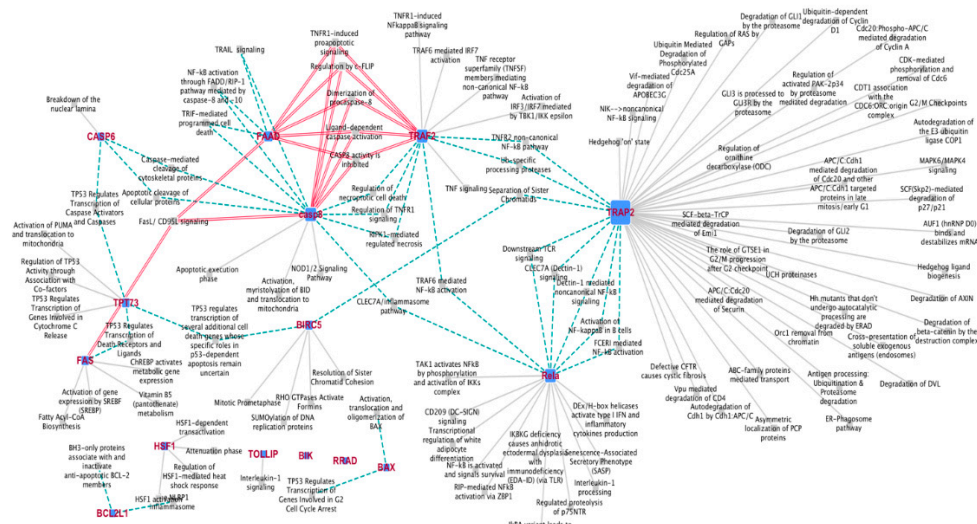 TNFR1-induced
NFkappaB signaling
pathway
TNFR1-induced
proapoptotic
signaling
TRAIL signaling
Regulation by c-FLIP
TRAF6 mediated IRF7
activation
TNF receptor
superfamily (TNFSF)
members mediating
non-canonical NF-kB
pathway
NF-kB activation
through FADD/RIP-1
pathway mediated by
caspase-8 and -10
Dimerization of
procaspase-8
Activation of
IRF3/IRF7 mediated
by TBK1/IKK epsilon
TRIF-mediated
programmed cell
death
Ligand-dependent
caspase activation
CASP3 activity is
inhibited
Breakdown of the
nuclear lamina
CASP6
FAAD
TRAF2
TNFR2 non-canonical
NF-kB pathway
Ub-specific
processing proteases
TNF signaling
Separation of Sister
Chromatids
Caspase-mediated
cleavage of
cytoskeletal proteins
Apoptotic cleavage of
cellular proteins
Regulation of
necroptotic cell death
Regulation of TNFR1
signaling
RIPK1-mediated
regulated necrosis
casp8
FasL/ CD95L signaling
TP53 Regulates
Transcription of
Caspase Activators
and Caspases
Activation of PUMA and
translocation to
mitochondria
Regulation of TP53
Activity through
Association with
Co-factors
TP53 Regulates
Transcription of
Genes Involved in
Cytochrome C
Release
TPT73
TP53 Regulates
Transcription of
Death Receptors and
Ligands
Apoptotic execution
phase
NOD1/2 Signaling
Pathway
Activation,
myristolyation of BID
and translocation to
mitochondria
TP53 regulates
transcription of
several additional cell
death genes whose
specific roles in
p53-dependent
apoptosis remain
uncertain
BIRC5
CLEC7A/inflammasome
pathway
TRAF6 mediated
NF-kB activation
FAS
ChREBP activates
metabolic gene
expression
Activation of gene
expression by SREBF
(SREBP)
Vitamin B5
(pantothenate)
metabolism
Fatty Acyl-CoA
Biosynthesis
Mitotic Prometaphase
Resolution of Sister
Chromatid Cohesion
RHO GTPases Activate
Formins
SUMOylation of DNA
replication proteins
HSF1-dependent
transactivation
HSF1
Attenuation phase
Regulation of
HSF1-mediated heat
shock response
HSF1 activation
BH3-only proteins
associate with and
inactivate
anti-apoptotic BCL-2
members
BCL2L1
TOLLIP
Interleukin-1
signaling
BIK
RRAD
BAX
Activation,
translocation and
oligomerization of
BAX
TP53 Regulates
Transcription of
Genes Involved in G2
Cell Cycle Arrest
TRAP2
Hedgehog 'on' state
NIK-->noncanonical
NF-kB signaling
Vif-mediated
degradation of
APOBEC3G
Ubiquitin Mediated
Degradation of
Phosphorylated
Cdc25A
Regulation of RAS by
GAPs
Degradation of GLI1
by the proteasome
Ubiquitin-dependent
degradation of Cyclin
D1
Cdc20:Phospho-APC/C
mediated degradation
of Cyclin A
CDK-mediated
phosphorylation and
removal of Cdc6
Regulation of
activated PAK-2p34
by proteasome
mediated degradation
GLI3 is processed to
GLI3R by the
proteasome
CDT1 association with
the
CDC6:ORC:origin
complex
G2/M Checkpoints
Autodegradation of
the E3 ubiquitin
ligase COP1
Regulation of
ornithine
decarboxylase (ODC)
APC/C:Cdh1
mediated degradation
of Cdc20 and other
APC/C:Cdh1 targeted
proteins in late
mitosis/early G1
MAPK6/MAPK4
signaling
SCF(Skp2)-mediated
degradation of
p27/p21
SCF-beta-TrCP
mediated degradation
of Emi1
Degradation of GLI2
by the proteasome
AUF1 (hnRNP D0)
binds and
destabilizes mRNA
The role of GTSE1 in
G2/M progression
after G2 checkpoint
UCH proteinases
Hedgehog ligand
biogenesis
APC/C:Cdc20
mediated degradation
of Securin
Hh mutants that don't
undergo autocatalytic
processing are
degraded by ERAD
Degradation of AXIN
Orc1 removal from
chromatin
Cross-presentation of
soluble exogenous
antigens (endosomes)
Degradation of
beta-catenin by the
destruction complex
Defective CFTR
causes cystic fibrosis
ABC-family proteins
mediated transport
Antigen processing:
Ubiquitination &
Proteasome
degradation
Degradation of DVL
Vpu mediated
degradation of CD4
Autodegradation of
Cdh1 by Cdh1:APC/C
Asymmetric
localization of PCP
proteins
ER-Phagosome
pathway
Downstream TCR
signaling
CLEC7A (Dectin-1)
signaling
Dectin-1 mediated
noncanonical NF-kB
signaling
Activation of
NF-kappaB in B cells
FCERI mediated
NF-kB activation
Rela
TAK1 activates NFkB
by phosphorylation
and activation of IKKs
complex
CD209 (DC-SIGN)
signaling
Transcriptional
regulation of white
adipocyte
differentiation
NF-kB is activated
and signals survival
RIP-mediated NFkB
activation via ZBP1
IKBKG deficiency
causes anhidrotic
ectodermal dysplasia
with
immunodeficiency
(EDA-ID) (via TLR)
DEx/H-box helicases
activate type I IFN and
inflammatory
cytokines production
Senescence-Associated
Secretory Phenotype
(SASP)
Interleukin-1
processing
Regulated proteolysis
of p75NTR